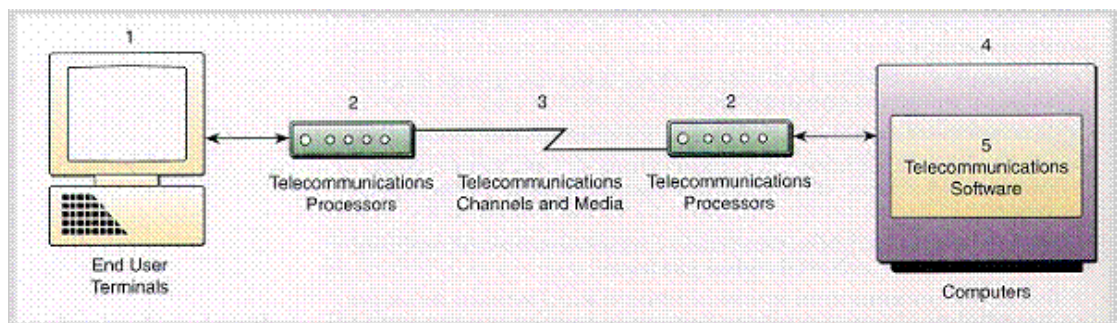 1
2
3
2
4
5
Telecommunications
Software
Telecommunications
Processors
Telecommunications
Channels and Media
Telecommunications
Processors
End User
Terminals
Computers